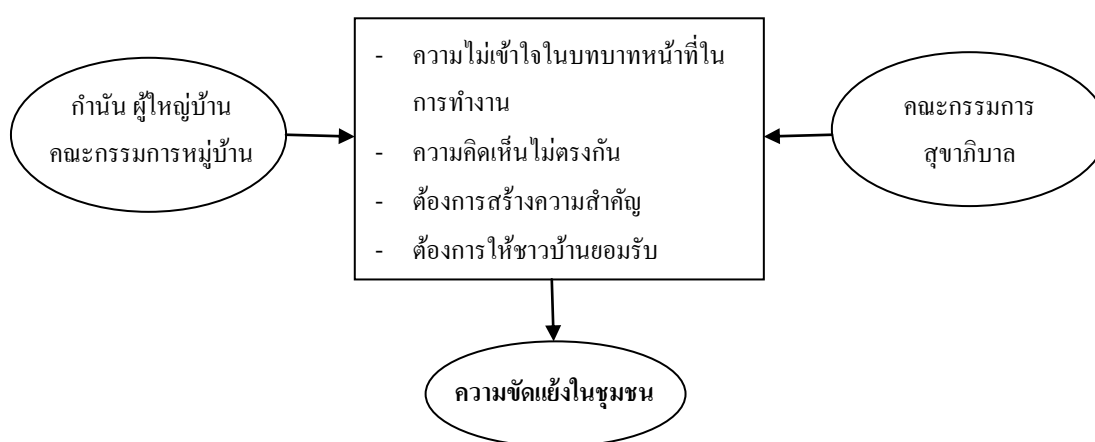 กำนัน ผู้ใหญ่บ้าน
คณะกรรมการหมู่บ้าน
- ความไม่เข้าใจในบทบาทหน้าที่ใน
การทำงาน
- ความคิดเห็นไม่ตรงกัน
- ต้องการสร้างความสำคัญ
- ต้องการให้ชาวบ้านยอมรับ
คณะกรรมการ
สุขาภิบาล
ความขัดแย้งในชุมชน